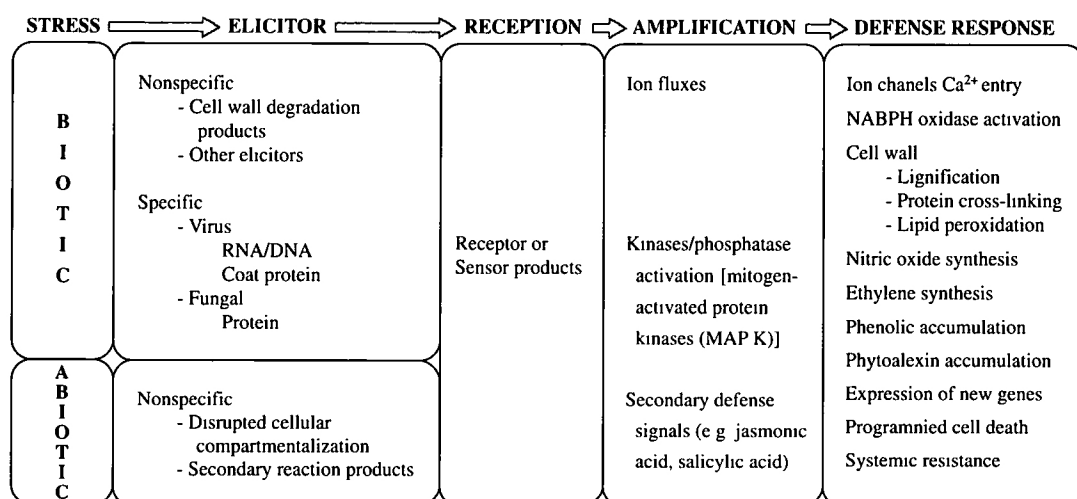 STRESS ELICITOR RECEPTION AMPLIFICATION DEFENSE RESPONSE
BIOTIC
Nonspecific
- Cell wall degradation
products
- Other elicitors
Specific
- Virus
RNA/DNA
Coat protein
- Fungal
Protein
ABIOTIC
Nonspecific
- Disrupted cellular
compartmentalization
- Secondary reaction products
Receptor or
Sensor products
Ion fluxes
Kinases/phosphatase
activation [mitogen-
activated protein
kinases (MAP K)]
Secondary defense
signals (e g jasmonic
acid, salicylic acid)
Ion chanels Ca²⁺ entry
NABPH oxidase activation
Cell wall
- Lignification
- Protein cross-linking
- Lipid peroxidation
Nitric oxide synthesis
Ethylene synthesis
Phenolic accumulation
Phytoalexin accumulation
Expression of new genes
Programnied cell death
Systemic resistance